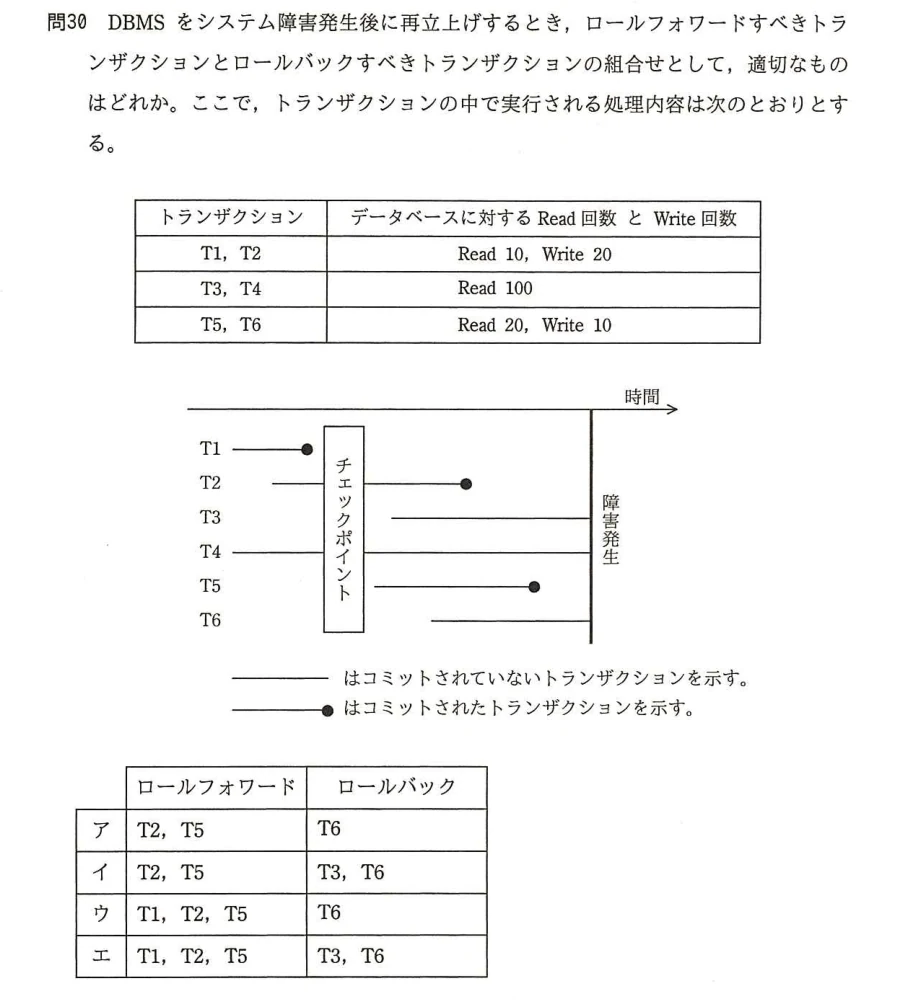 問30 DBMS をシステム障害発生後に再立上げするとき，ロールフォワードすべきトラ
ンザクションとロールバックすべきトランザクションの組合せとして，適切なもの
はどれか。ここで，トランザクションの中で実行される処理内容は次のとおりとす
る。
トランザクション データベースに対する Read 回数 と Write 回数
T1，T2 Read 10，Write 20
T3，T4 Read 100
T5，T6 Read 20，Write 10
時間
T1
T2
T3
T4
T5
T6
チェックポイント
障害発生
はコミットされていないトランザクションを示す。
はコミットされたトランザクションを示す。
ロールフォワード ロールバック
ア T2，T5 T6
イ T2，T5 T3，T6
ウ T1，T2，T5 T6
エ T1，T2，T5 T3，T6